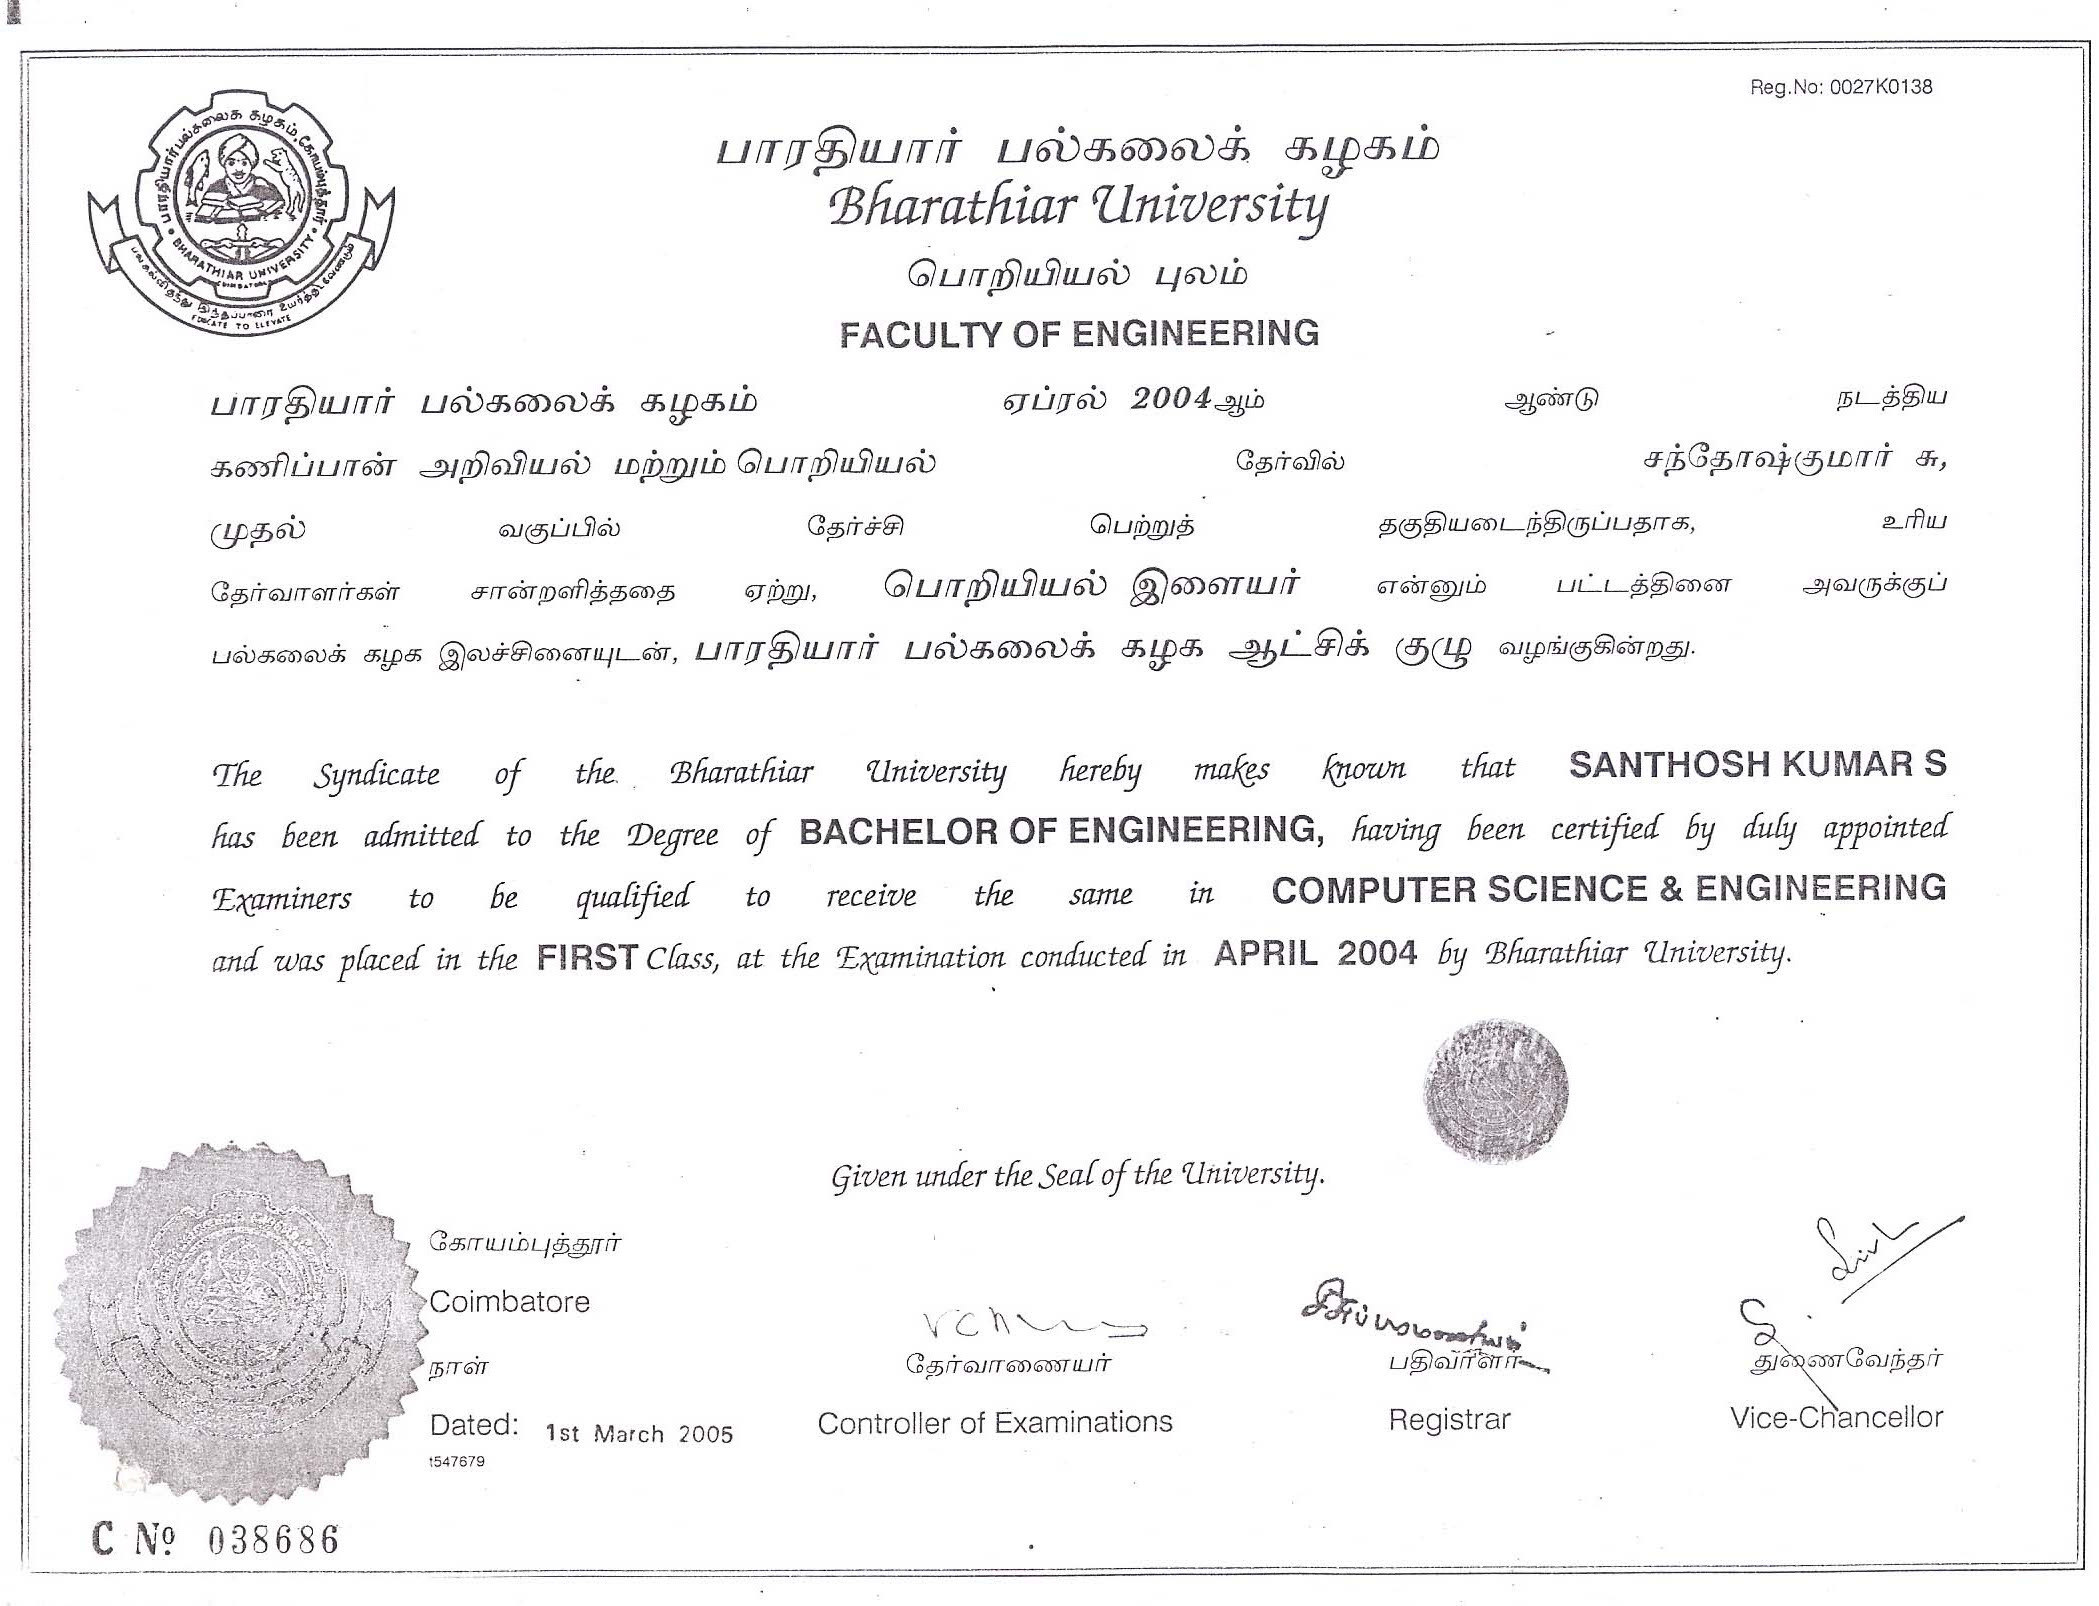 Reg.No: 0027K0138
பாரதியார் பல்கலைக் கழகம், கோயம்புத்தூர்
BHARATHIAR UNIVERSITY
COIMBATORE
EDUCATE TO ELEVATE
பாரதியார் பல்கலைக் கழகம்
Bharathiar University
பொறியியல் புலம்
FACULTY OF ENGINEERING
பாரதியார் பல்கலைக் கழகம் ஏப்ரல் 2004ஆம் ஆண்டு நடத்திய
கணிப்பான் அறிவியல் மற்றும் பொறியியல் தேர்வில் சந்தோஷ்குமார் சு,
முதல் வகுப்பில் தேர்ச்சி பெற்றுத் தகுதியடைந்திருப்பதாக, உரிய
தேர்வாளர்கள் சான்றளித்ததை ஏற்று, பொறியியல் இளையர் என்னும் பட்டத்தினை அவருக்குப்
பல்கலைக் கழக இலச்சினையுடன், பாரதியார் பல்கலைக் கழக ஆட்சிக் குழு வழங்குகின்றது.
The Syndicate of the Bharathiar University hereby makes known that SANTHOSH KUMAR S
has been admitted to the Degree of BACHELOR OF ENGINEERING, having been certified by duly appointed
Examiners to be qualified to receive the same in COMPUTER SCIENCE & ENGINEERING
and was placed in the FIRST Class, at the Examination conducted in APRIL 2004 by Bharathiar University.
Given under the Seal of the University.
கோயம்புத்தூர்
Coimbatore
நாள் தேர்வாணையர் பதிவாளர் துணைவேந்தர்
Dated: 1st March 2005 Controller of Examinations Registrar Vice-Chancellor
t547679
C No 038686